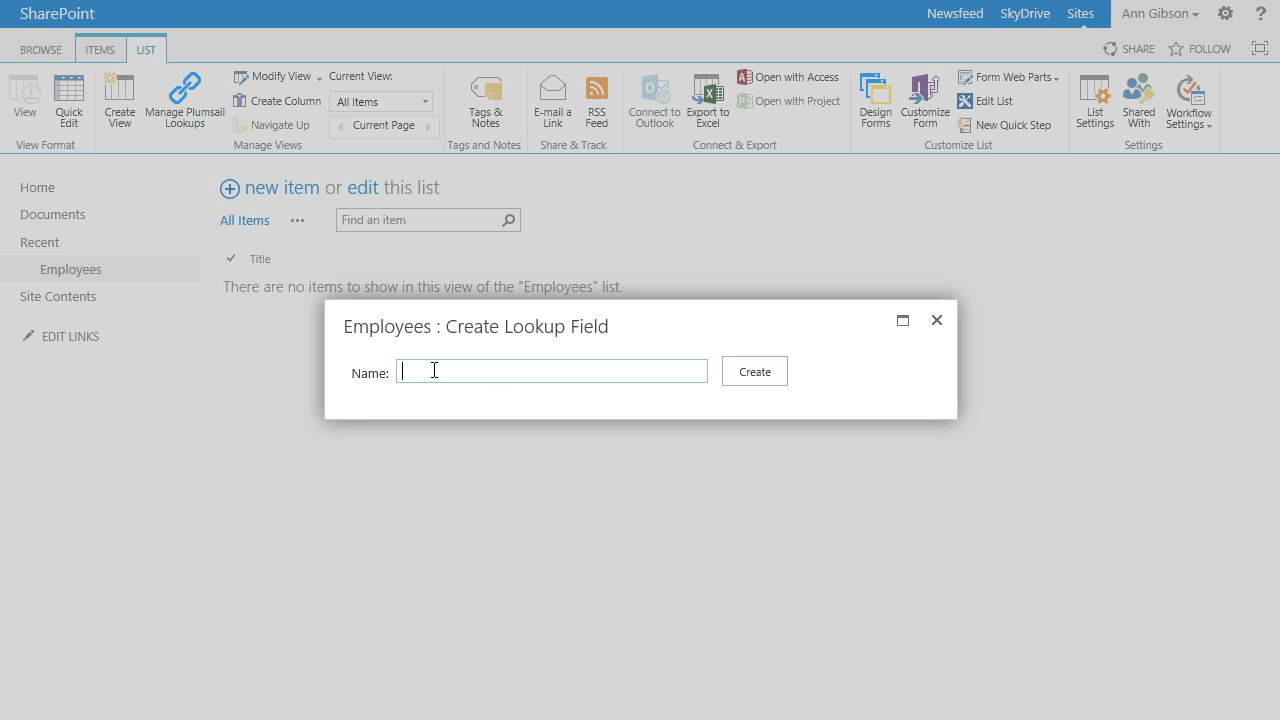 SharePoint
Newsfeed SkyDrive Sites Ann Gibson ?
BROWSE ITEMS LIST SHARE FOLLOW
View
Quick Edit
View Format
Create View
Manage Plumsail Lookups
Modify View
Create Column
Navigate Up
Current View:
All Items
Current Page
Manage Views
Tags & Notes
Tags and Notes
E-mail a Link
RSS Feed
Share & Track
Connect to Outlook
Export to Excel
Open with Access
Open with Project
Connect & Export
Design Forms
Customize Form
Form Web Parts
Edit List
New Quick Step
Customize List
List Settings
Shared With
Workflow Settings
Settings
Home
Documents
Recent
Employees
Site Contents
EDIT LINKS
new item or edit this list
All Items ••• Find an item
Title
There are no items to show in this view of the "Employees" list.
Employees : Create Lookup Field
Name:
Create